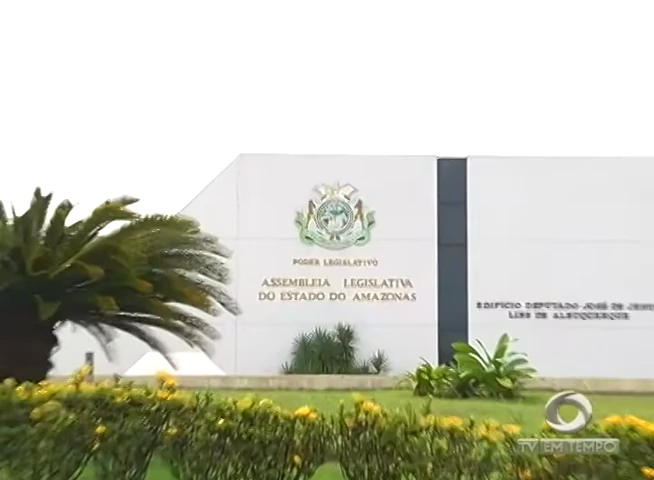 PODER LEGISLATIVO
ASSEMBLEIA LEGISLATIVA
DO ESTADO DO AMAZONAS
EDIFÍCIO DEPUTADO JOSÉ DE JESUS
LINS DE ALBUQUERQUE
TV EM TEMPO